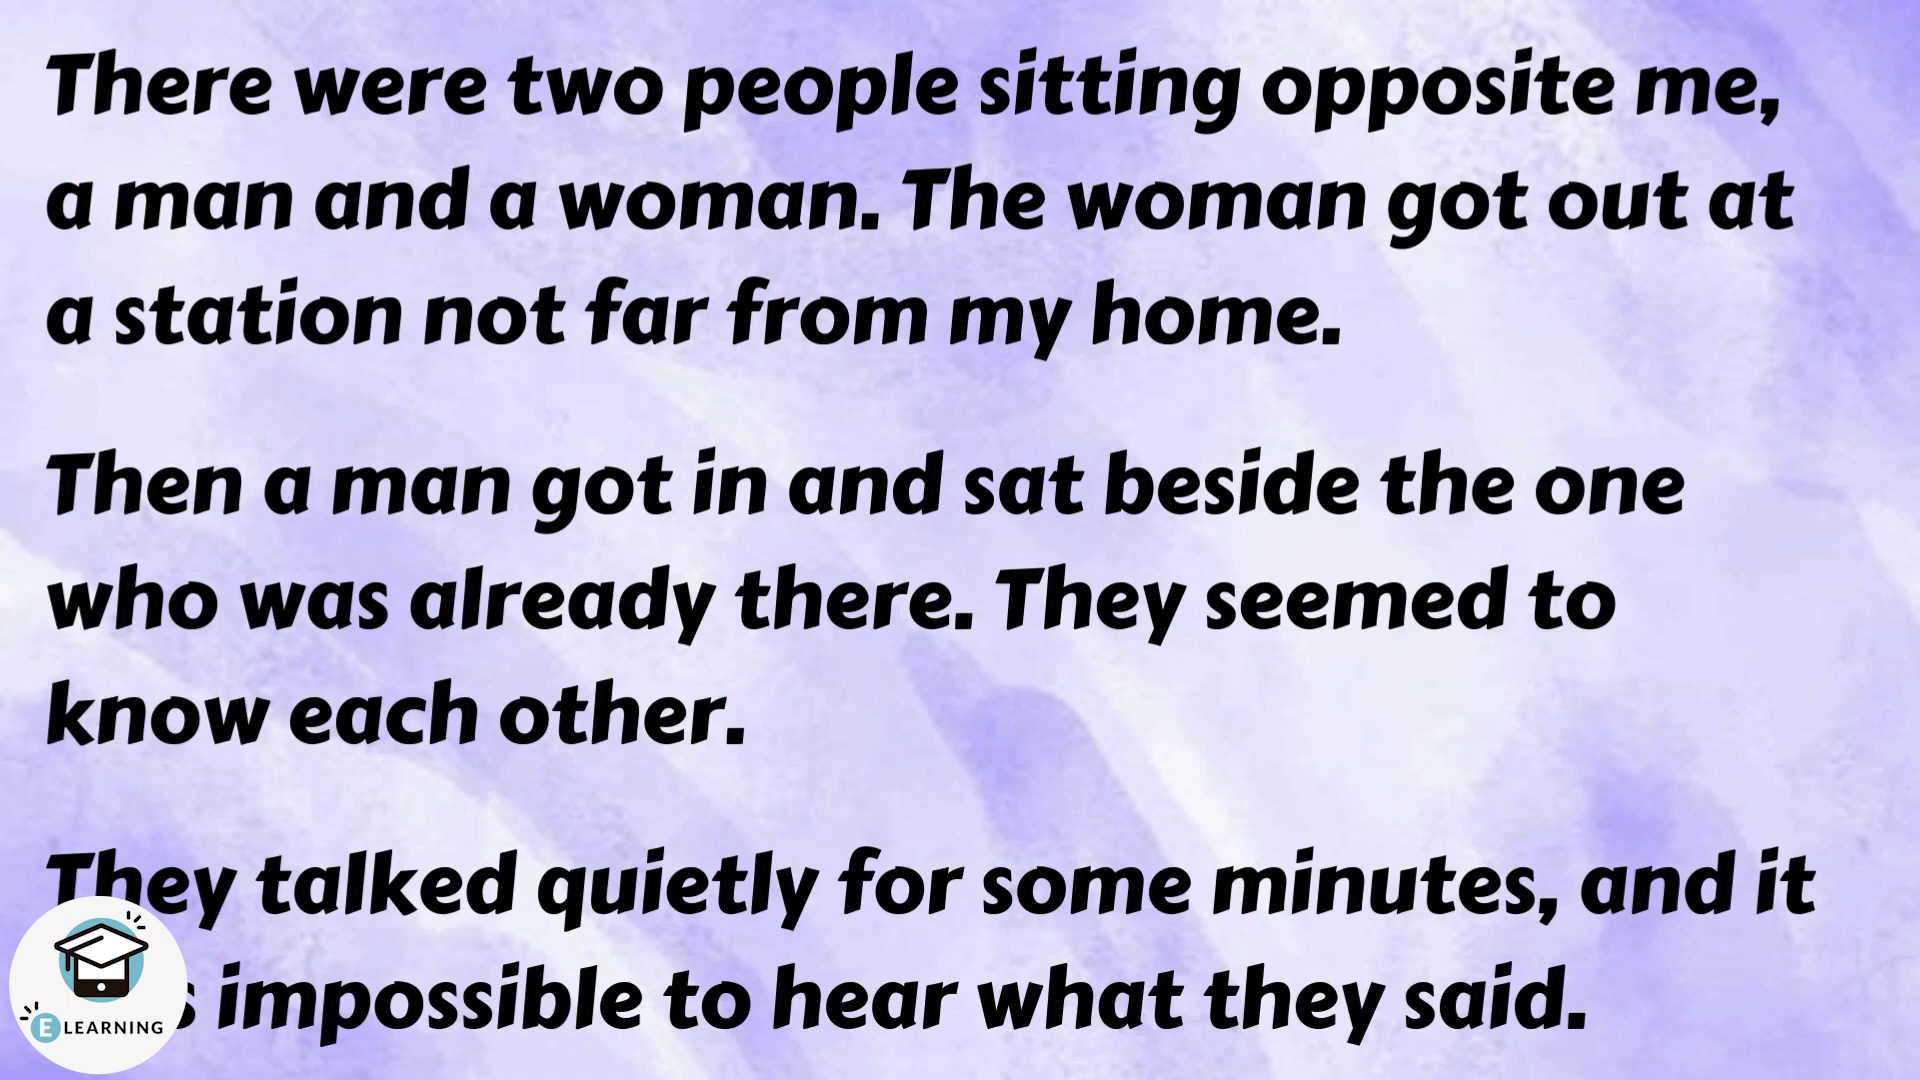 There were two people sitting opposite me,
a man and a woman. The woman got out at
a station not far from my home.
Then a man got in and sat beside the one
who was already there. They seemed to
know each other.
They talked quietly for some minutes, and it
impossible to hear what they said.
E LEARNING